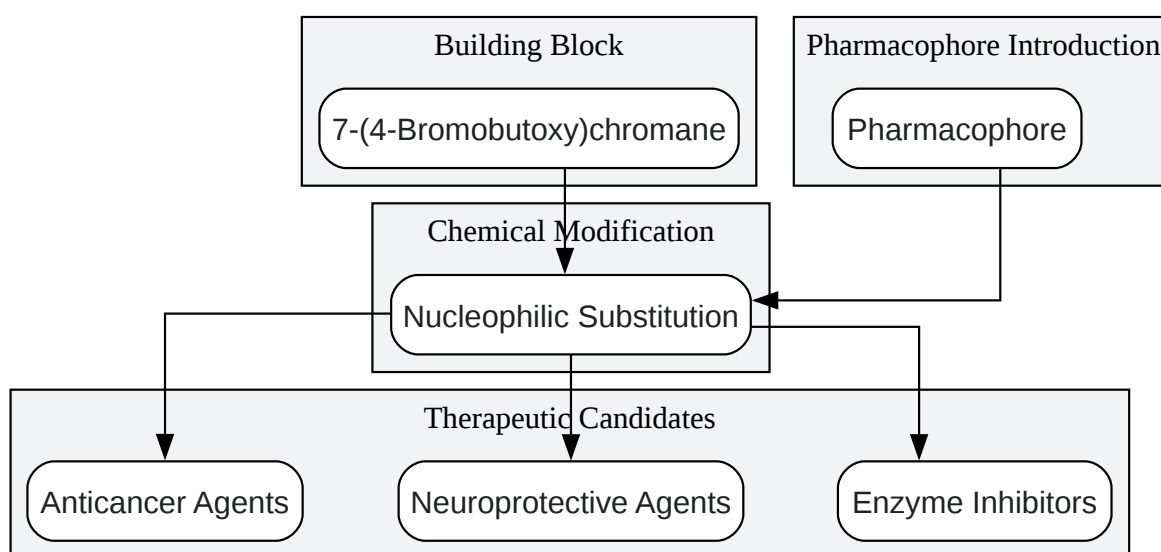 Building Block
Pharmacophore Introduction
7-(4-Bromobutoxy)chromane
Pharmacophore
Chemical Modification
Nucleophilic Substitution
Therapeutic Candidates
Anticancer Agents
Neuroprotective Agents
Enzyme Inhibitors